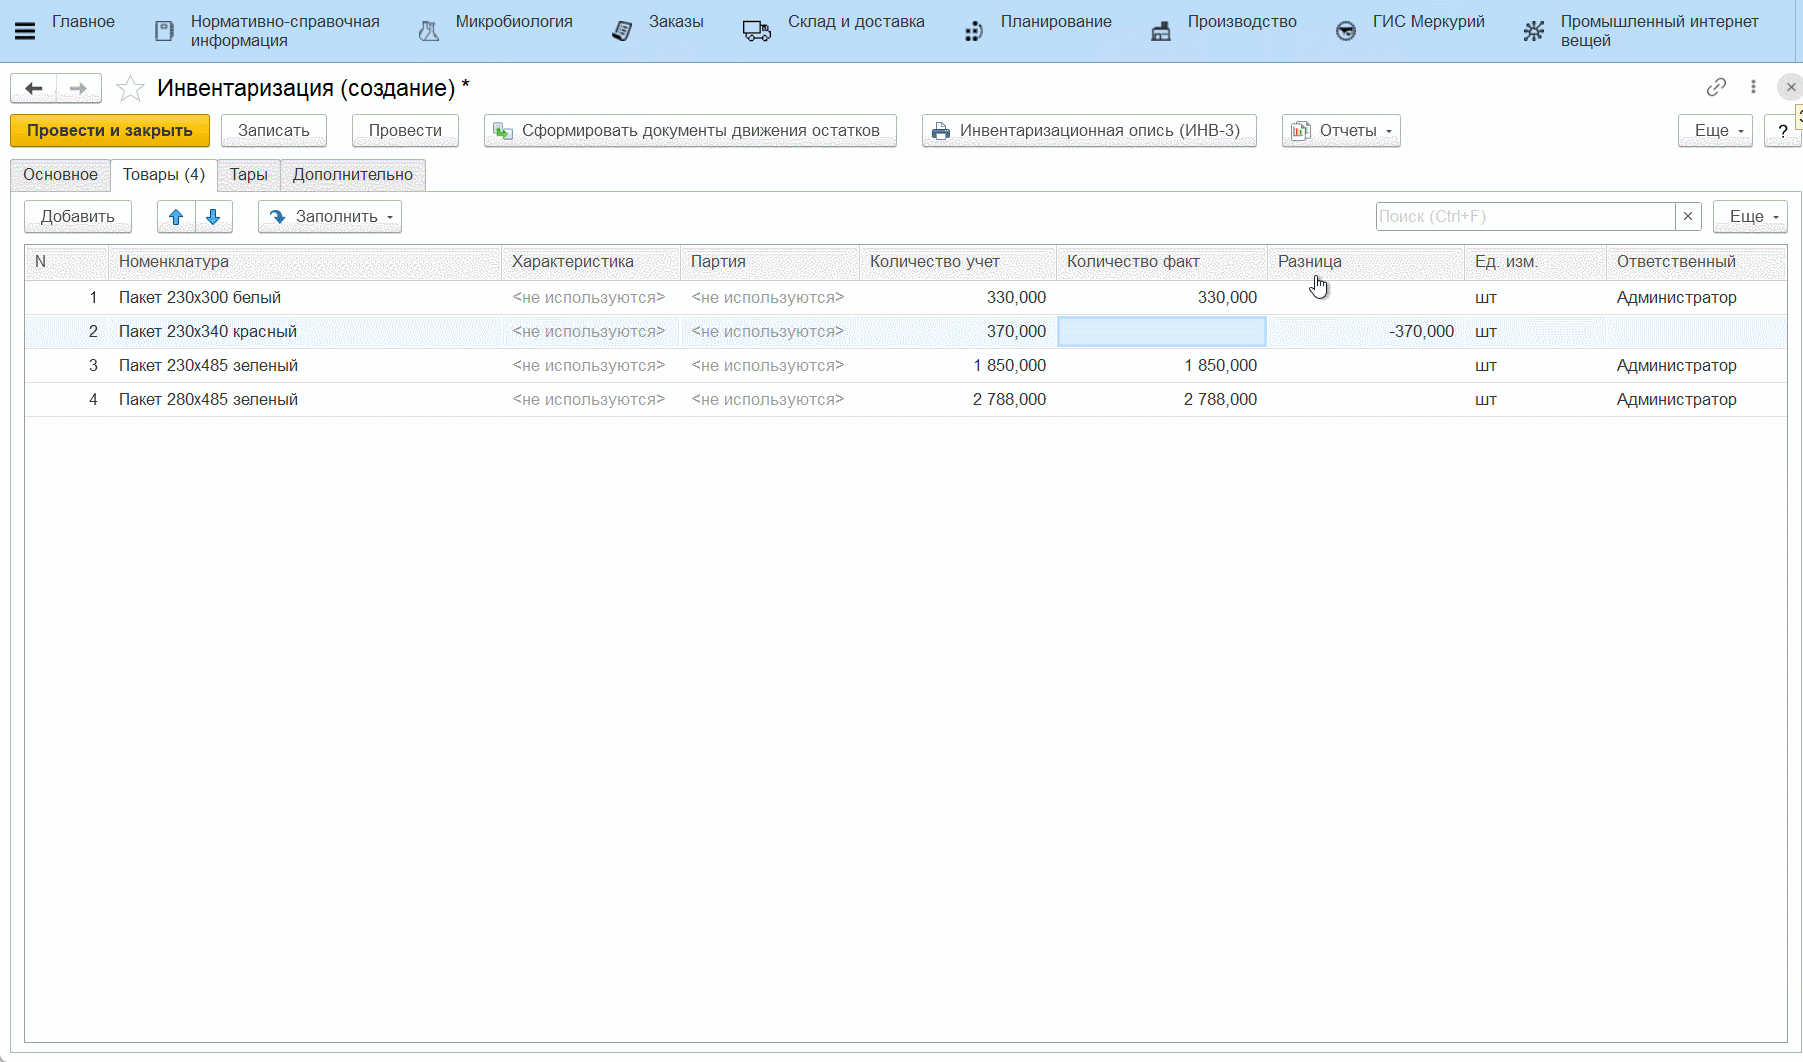 Главное
Нормативно-справочная
информация
Микробиология
Заказы
Склад и доставка
Планирование
Производство
ГИС Меркурий
Промышленный интернет
вещей
Инвентаризация (создание) *
Провести и закрыть
Записать
Провести
Сформировать документы движения остатков
Инвентаризационная опись (ИНВ-3)
Отчеты
Еще
?
Основное
Товары (4)
Тары
Дополнительно
Добавить
Заполнить
Поиск (Ctrl+F)
×
Еще
N Номенклатура Характеристика Партия Количество учет Количество факт Разница Ед. изм. Ответственный
1 Пакет 230х300 белый <не используются> <не используются> 330,000 330,000 шт Администратор
2 Пакет 230х340 красный <не используются> <не используются> 370,000 -370,000 шт
3 Пакет 230х485 зеленый <не используются> <не используются> 1 850,000 1 850,000 шт Администратор
4 Пакет 280х485 зеленый <не используются> <не используются> 2 788,000 2 788,000 шт Администратор